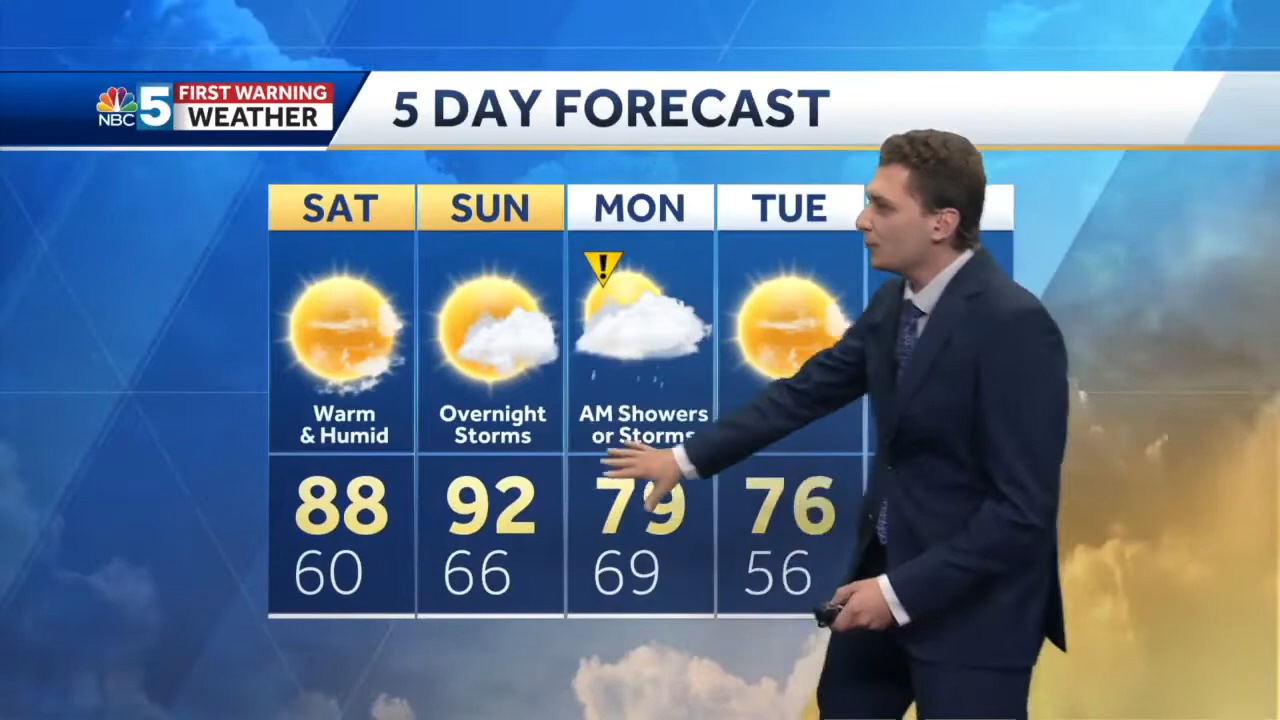 NBC 5 FIRST WARNING
WEATHER
5 DAY FORECAST
SAT SUN MON TUE
!
Warm
& Humid
Overnight
Storms
AM Showers
or Storms
88 92 79 76
60 66 69 56